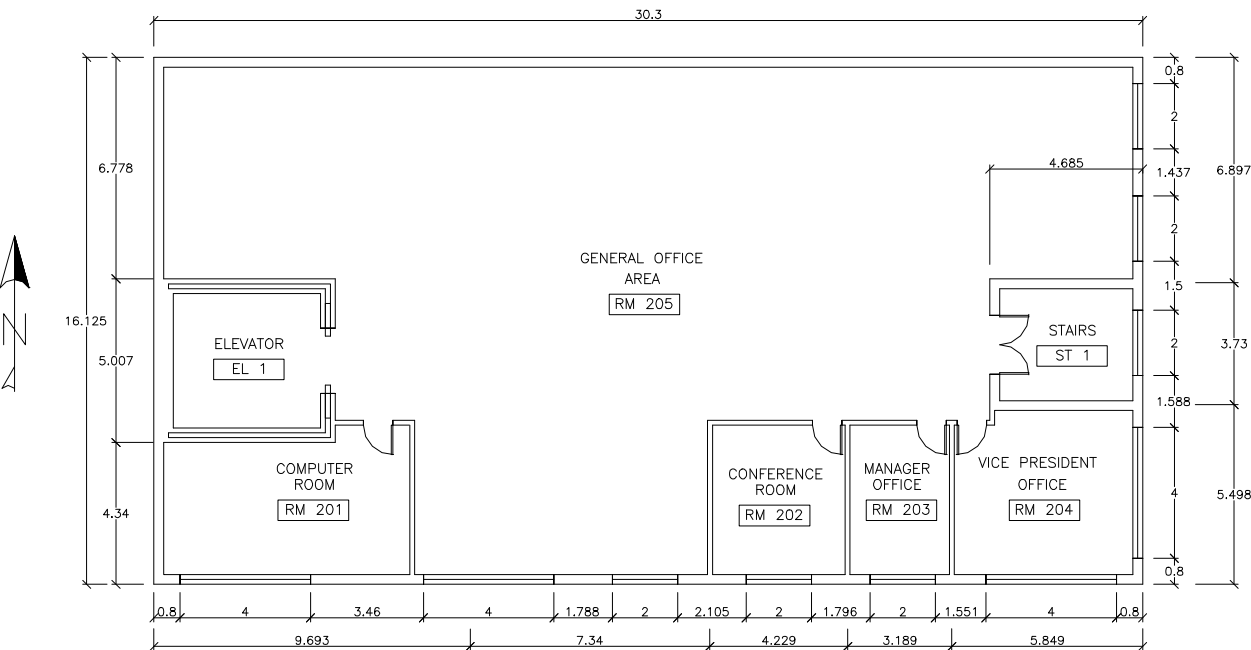 30.3
0.8
2
6.778
4.685
1.437
6.897
2
GENERAL OFFICE
AREA
RM 205
1.5
16.125
5.007
ELEVATOR
EL 1
STAIRS
ST 1
2
3.73
1.588
N
COMPUTER
ROOM
RM 201
CONFERENCE
ROOM
RM 202
MANAGER
OFFICE
RM 203
VICE PRESIDENT
OFFICE
RM 204
4
5.498
4.34
0.8
0.8 4 3.46 4 1.788 2 2.105 2 1.796 2 1.551 4 0.8
9.693 7.34 4.229 3.189 5.849